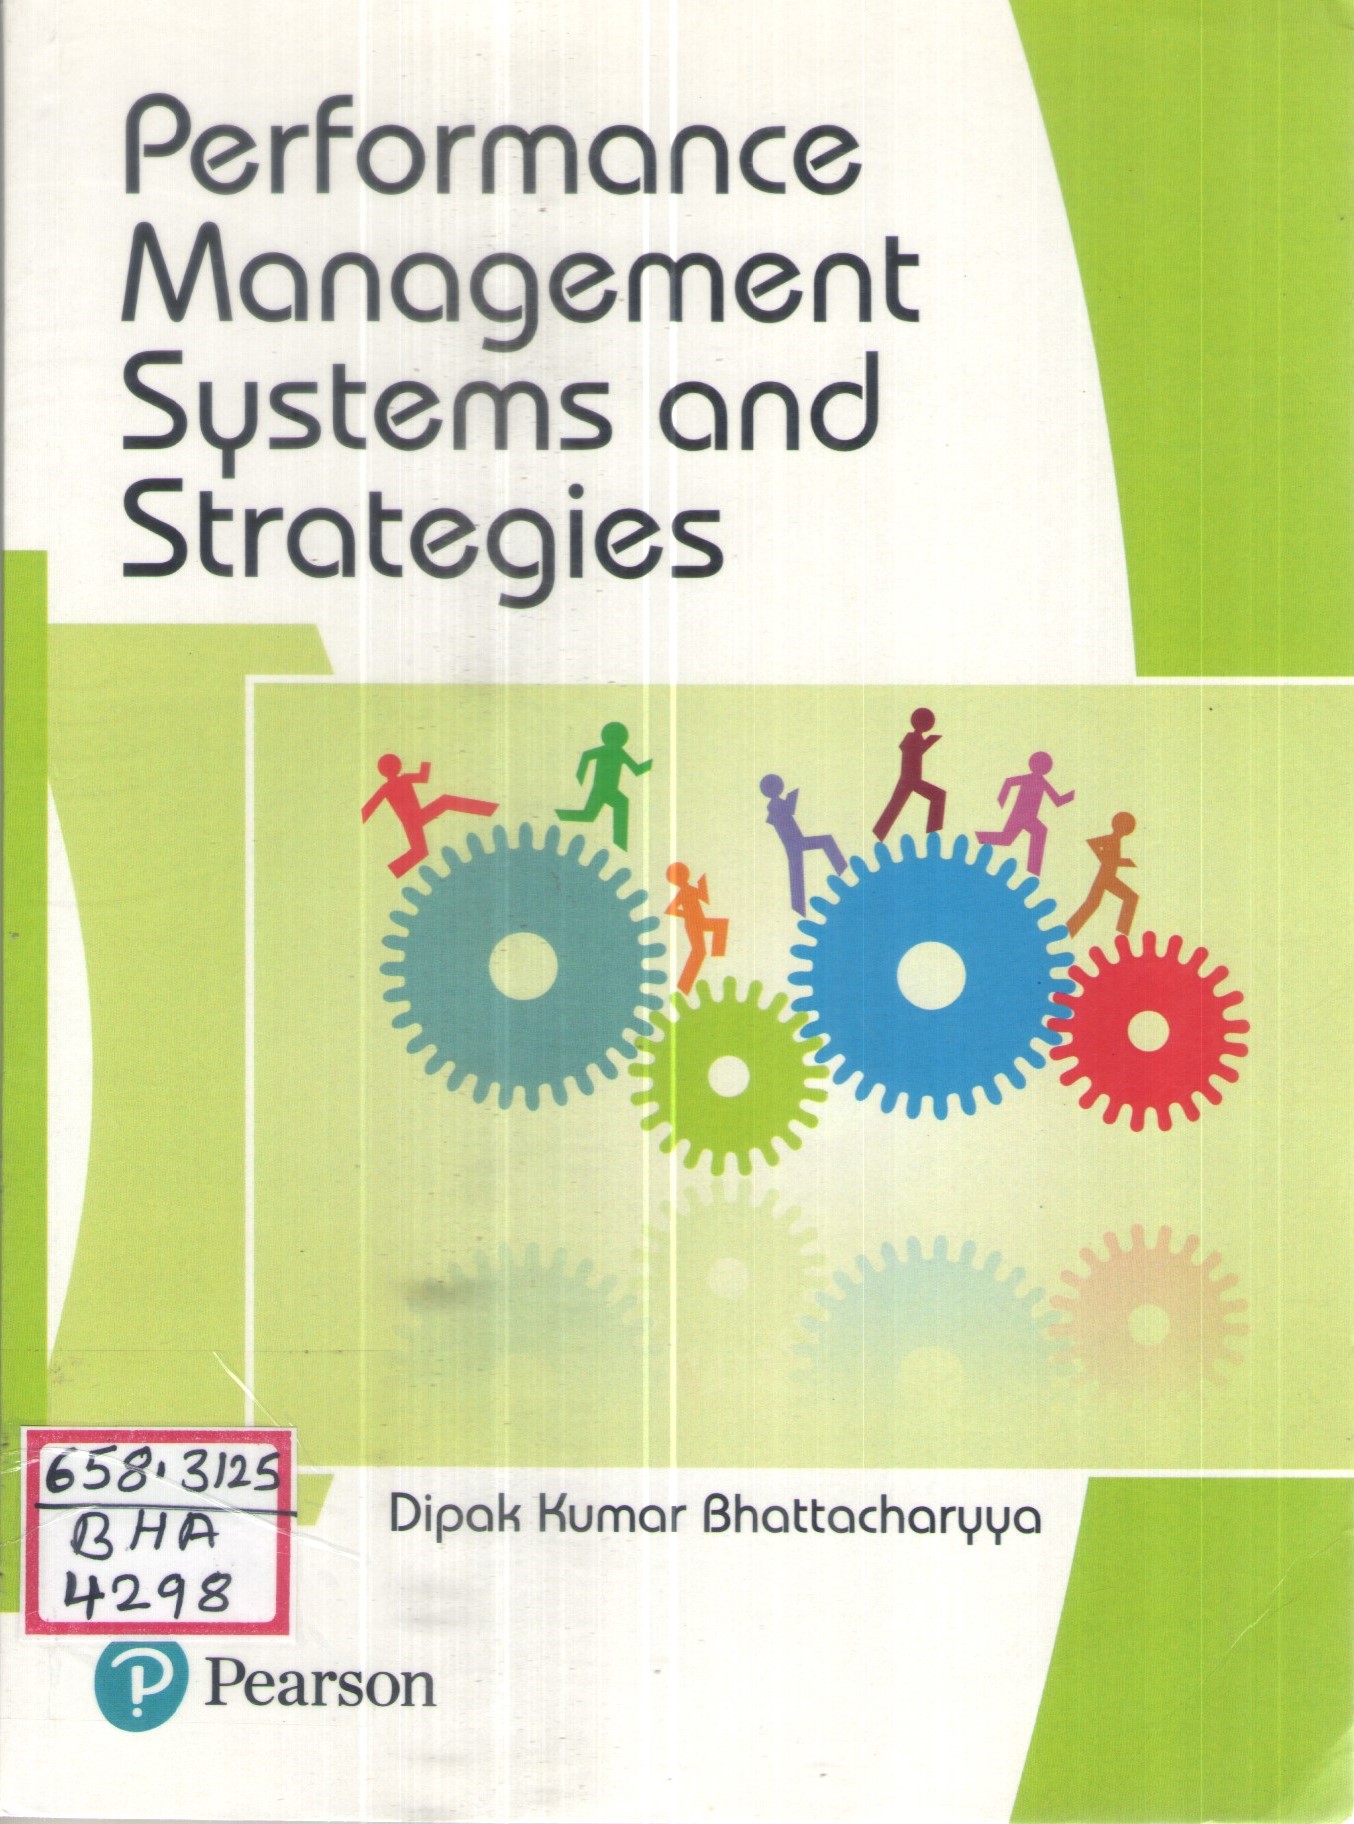 Performance
Management
Systems and
Strategies
658.3125
BHA
4298
Dipak Kumar Bhattacharyya
Pearson